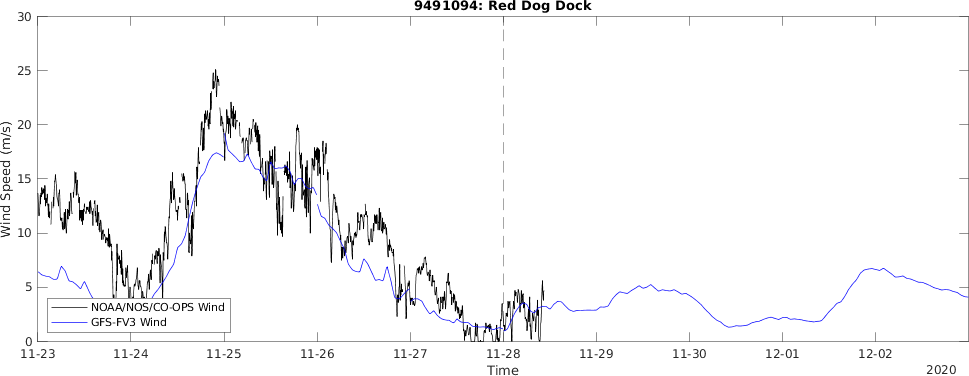 9491094: Red Dog Dock
30
25
20
15
10
5
0
Wind Speed (m/s)
NOAA/NOS/CO-OPS Wind
GFS-FV3 Wind
11-23 11-24 11-25 11-26 11-27 11-28 11-29 11-30 12-01 12-02
Time
2020